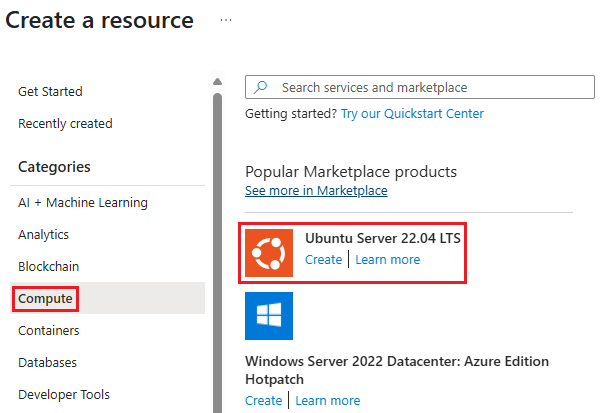 Create a resource ...
Get Started
Recently created
Categories
AI + Machine Learning
Analytics
Blockchain
Compute
Containers
Databases
Developer Tools
Search services and marketplace
Getting started? Try our Quickstart Center
Popular Marketplace products
See more in Marketplace
Ubuntu Server 22.04 LTS
Create | Learn more
Windows Server 2022 Datacenter: Azure Edition
Hotpatch
Create | Learn more